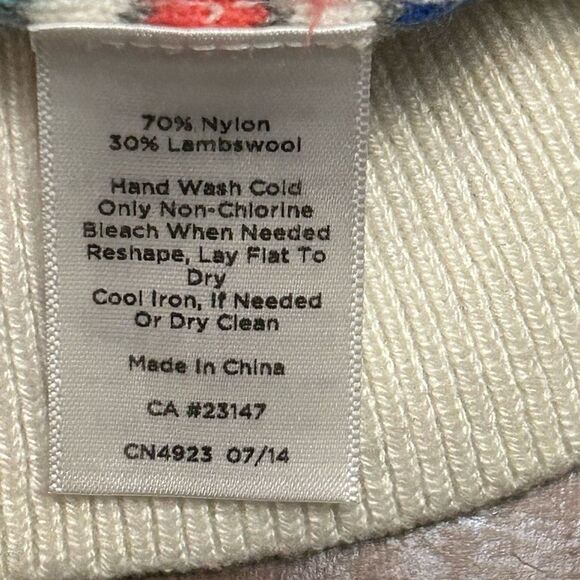 70% Nylon
30% Lambswool
Hand Wash Cold
Only Non-Chlorine
Bleach When Needed
Reshape, Lay Flat To
Dry
Cool Iron, If Needed
Or Dry Clean
Made In China
CA #23147
CN4923 07/14